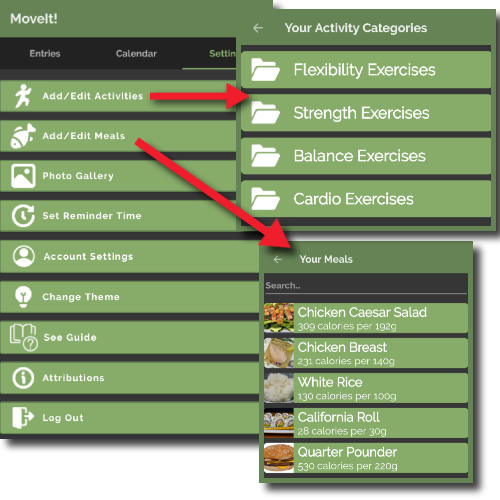 MoveIt!
Entries
Calendar
Settin
Add/Edit Activities
Add/Edit Meals
Photo Gallery
Set Reminder Time
Account Settings
Change Theme
See Guide
Attributions
Log Out
Your Activity Categories
Flexibility Exercises
Strength Exercises
Balance Exercises
Cardio Exercises
Your Meals
Search...
Chicken Caesar Salad
309 calories per 192g
Chicken Breast
231 calories per 140g
White Rice
130 calories per 100g
California Roll
28 calories per 30g
Quarter Pounder
530 calories per 220g